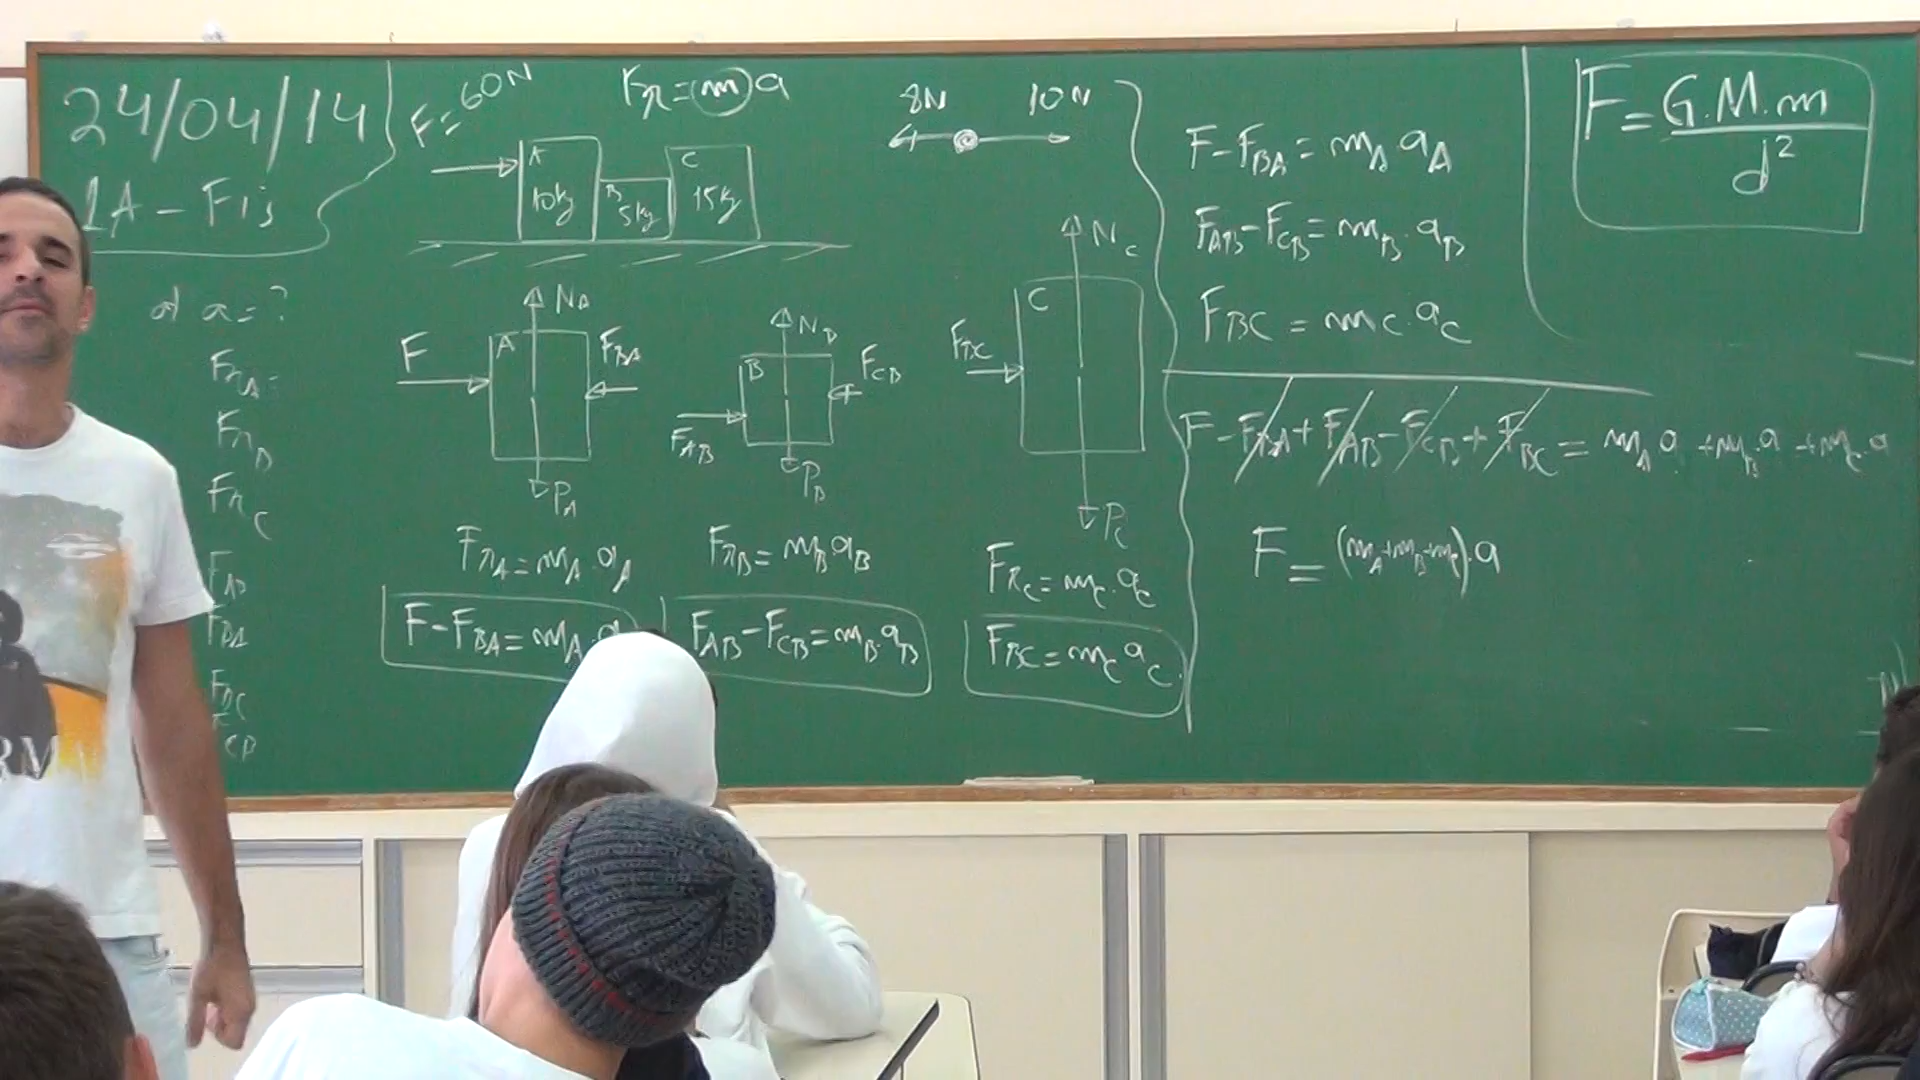 24/04/14
1A - Fís
F = 60N
FR = m a
A
10kg
B
5kg
C
15kg
8N
10N
a) a = ?
FRA =
FRB
FRC
FAB
FBA
FBC
FCB
F
A
NA
FBA
PA
B
NB
FCB
FAB
PB
C
NC
FBC
PC
FRA = mA . aA
F - FBA = mA . a
FRB = mB aB
FAB - FCB = mB . aB
FRC = mC . aC
FBC = mC aC
F - FBA = mA . aA
FAB - FCB = mB . aB
FBC = mC . aC
F - FBA + FAB - FCB + FBC = mA a + mB . a + mC . a
F = (mA + mB + mC) . a
F = G.M.m / d²